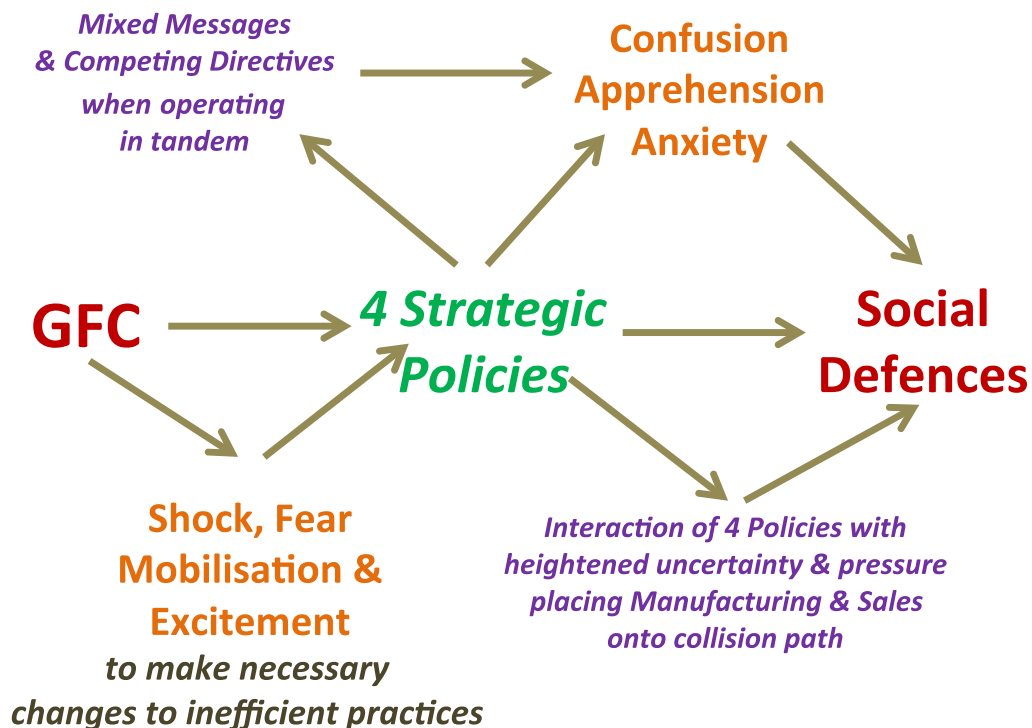 Mixed Messages
& Competing Directives
when operating
in tandem
Confusion
Apprehension
Anxiety
GFC
4 Strategic
Policies
Social
Defences
Shock, Fear
Mobilisation &
Excitement
to make necessary
changes to inefficient practices
Interaction of 4 Policies with
heightened uncertainty & pressure
placing Manufacturing & Sales
onto collision path